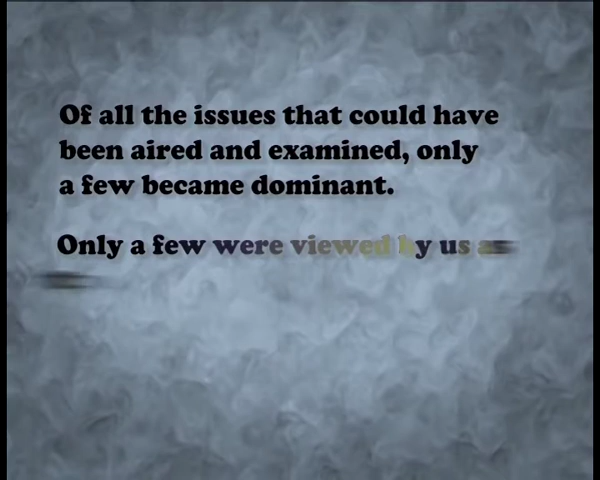 Of all the issues that could have
been aired and examined, only
a few became dominant.
Only a few were viewed by us as